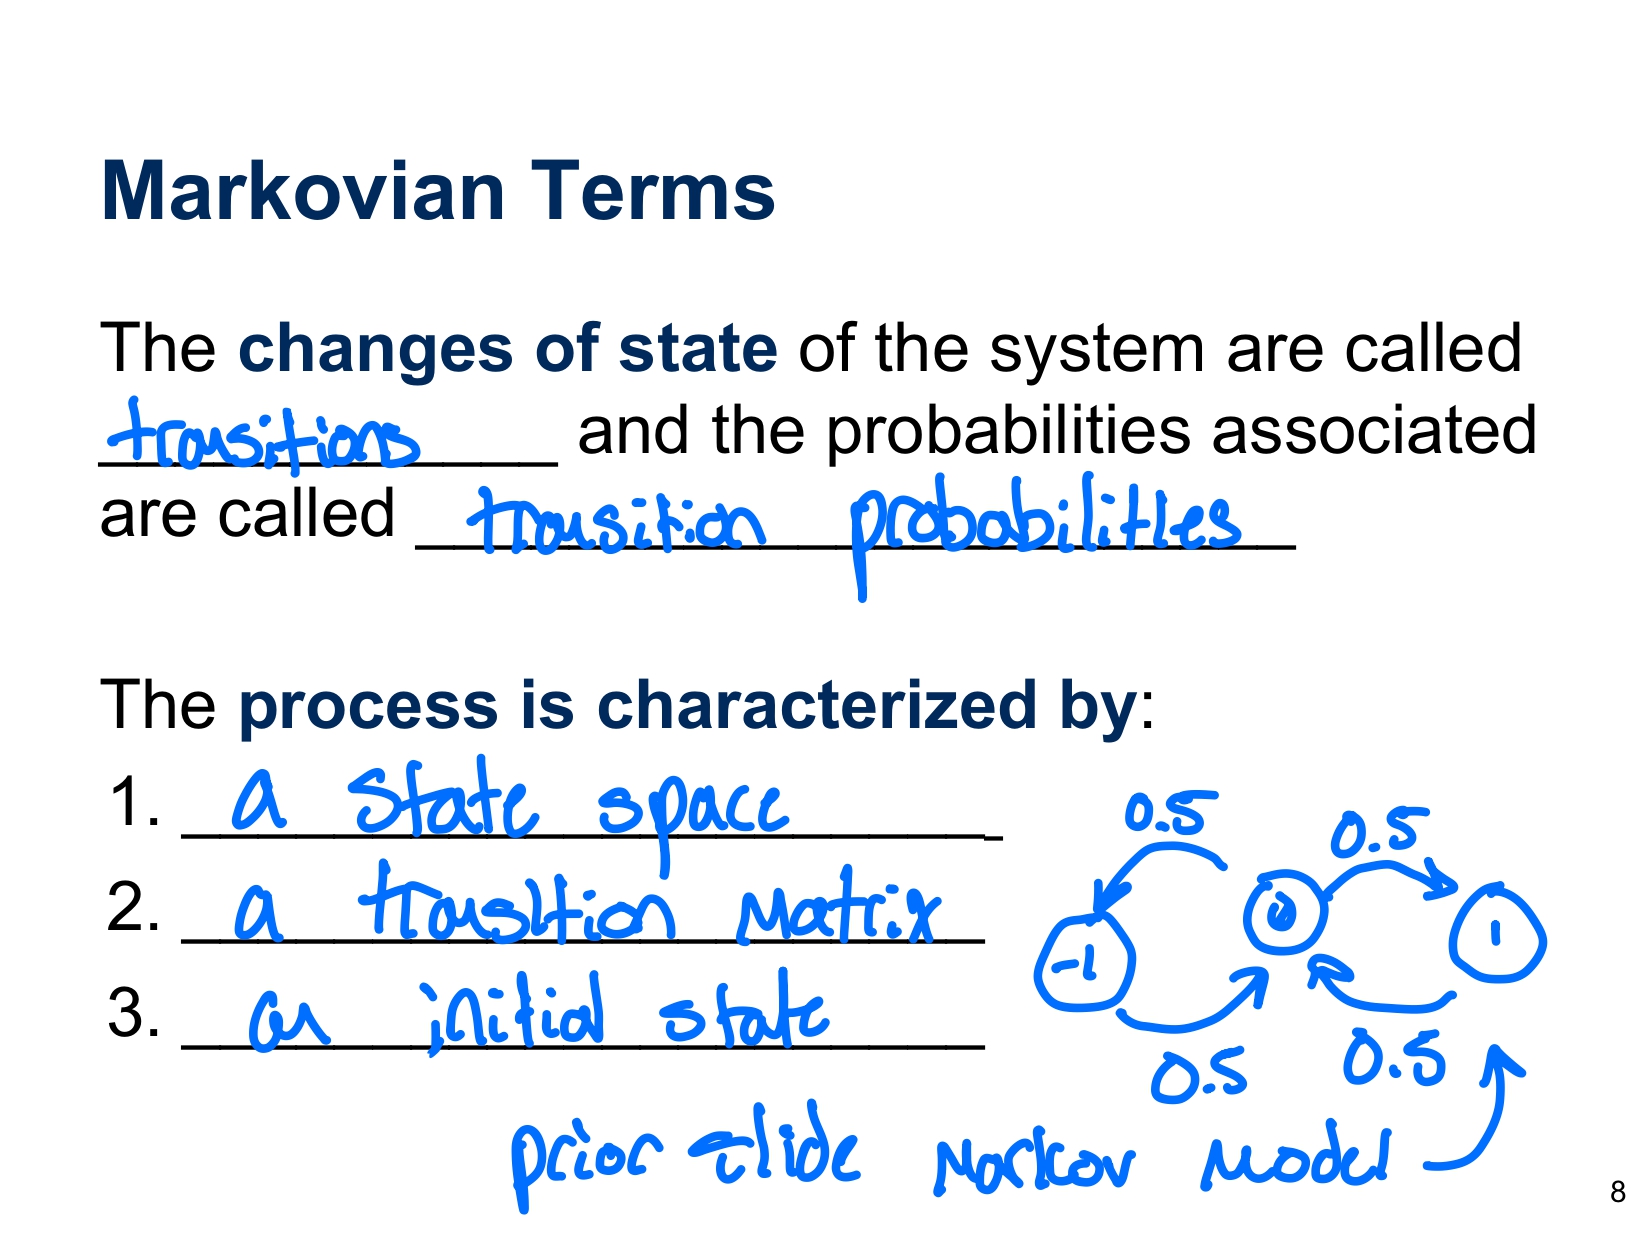 Markovian Terms
The changes of state of the system are called
transitions and the probabilities associated
are called transition probabilities
The process is characterized by:
1. a state space
2. a transition matrix
3. an initial state
0.5 0.5
-1 0 1
0.5 0.5
prior slide Markov Model
8